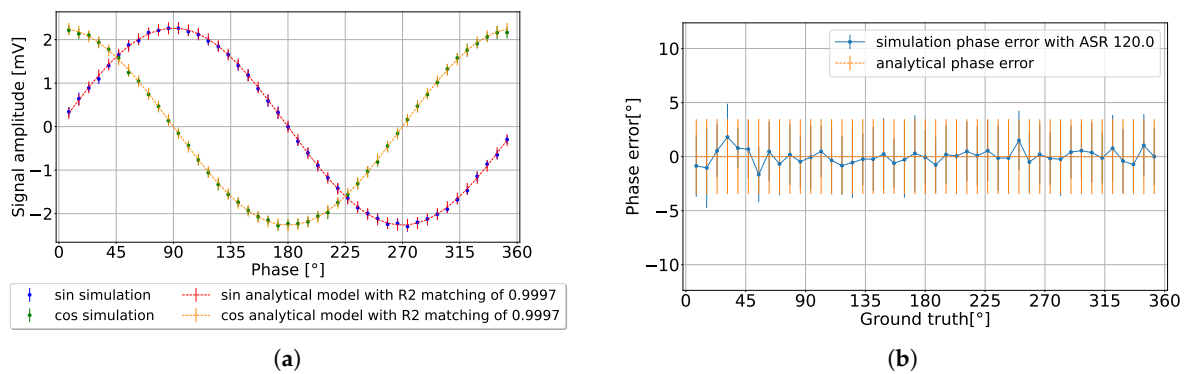 2
1
0
−1
−2
Signal amplitude [mV]
0 45 90 135 180 225 270 315 360
Phase [°]
sin simulation
cos simulation
sin analytical model with R2 matching of 0.9997
cos analytical model with R2 matching of 0.9997
(a)
10
5
0
−5
−10
Phase error[°]
simulation phase error with ASR 120.0
analytical phase error
0 45 90 135 180 225 270 315 360
Ground truth[°]
(b)